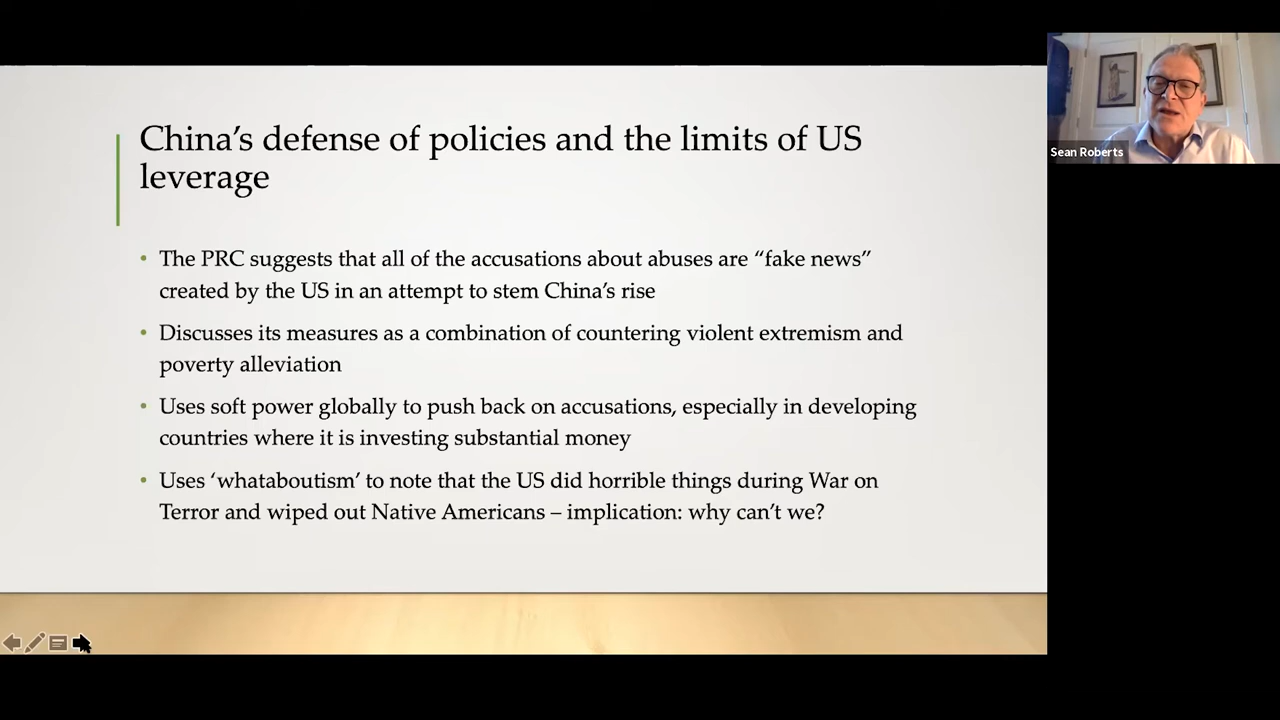 China’s defense of policies and the limits of US
leverage
• The PRC suggests that all of the accusations about abuses are “fake news”
created by the US in an attempt to stem China’s rise
• Discusses its measures as a combination of countering violent extremism and
poverty alleviation
• Uses soft power globally to push back on accusations, especially in developing
countries where it is investing substantial money
• Uses ‘whataboutism’ to note that the US did horrible things during War on
Terror and wiped out Native Americans – implication: why can’t we?
Sean Roberts